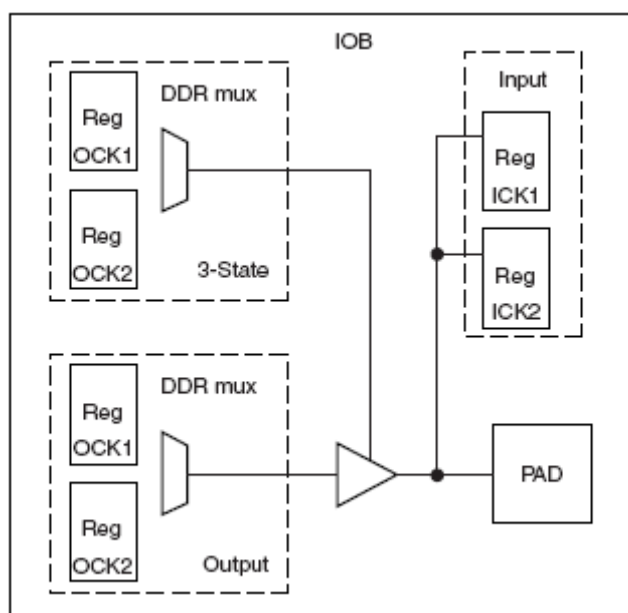 IOB
DDR mux
Reg
OCK1
Reg
OCK2
3-State
Input
Reg
ICK1
Reg
ICK2
DDR mux
Reg
OCK1
Reg
OCK2
Output
PAD